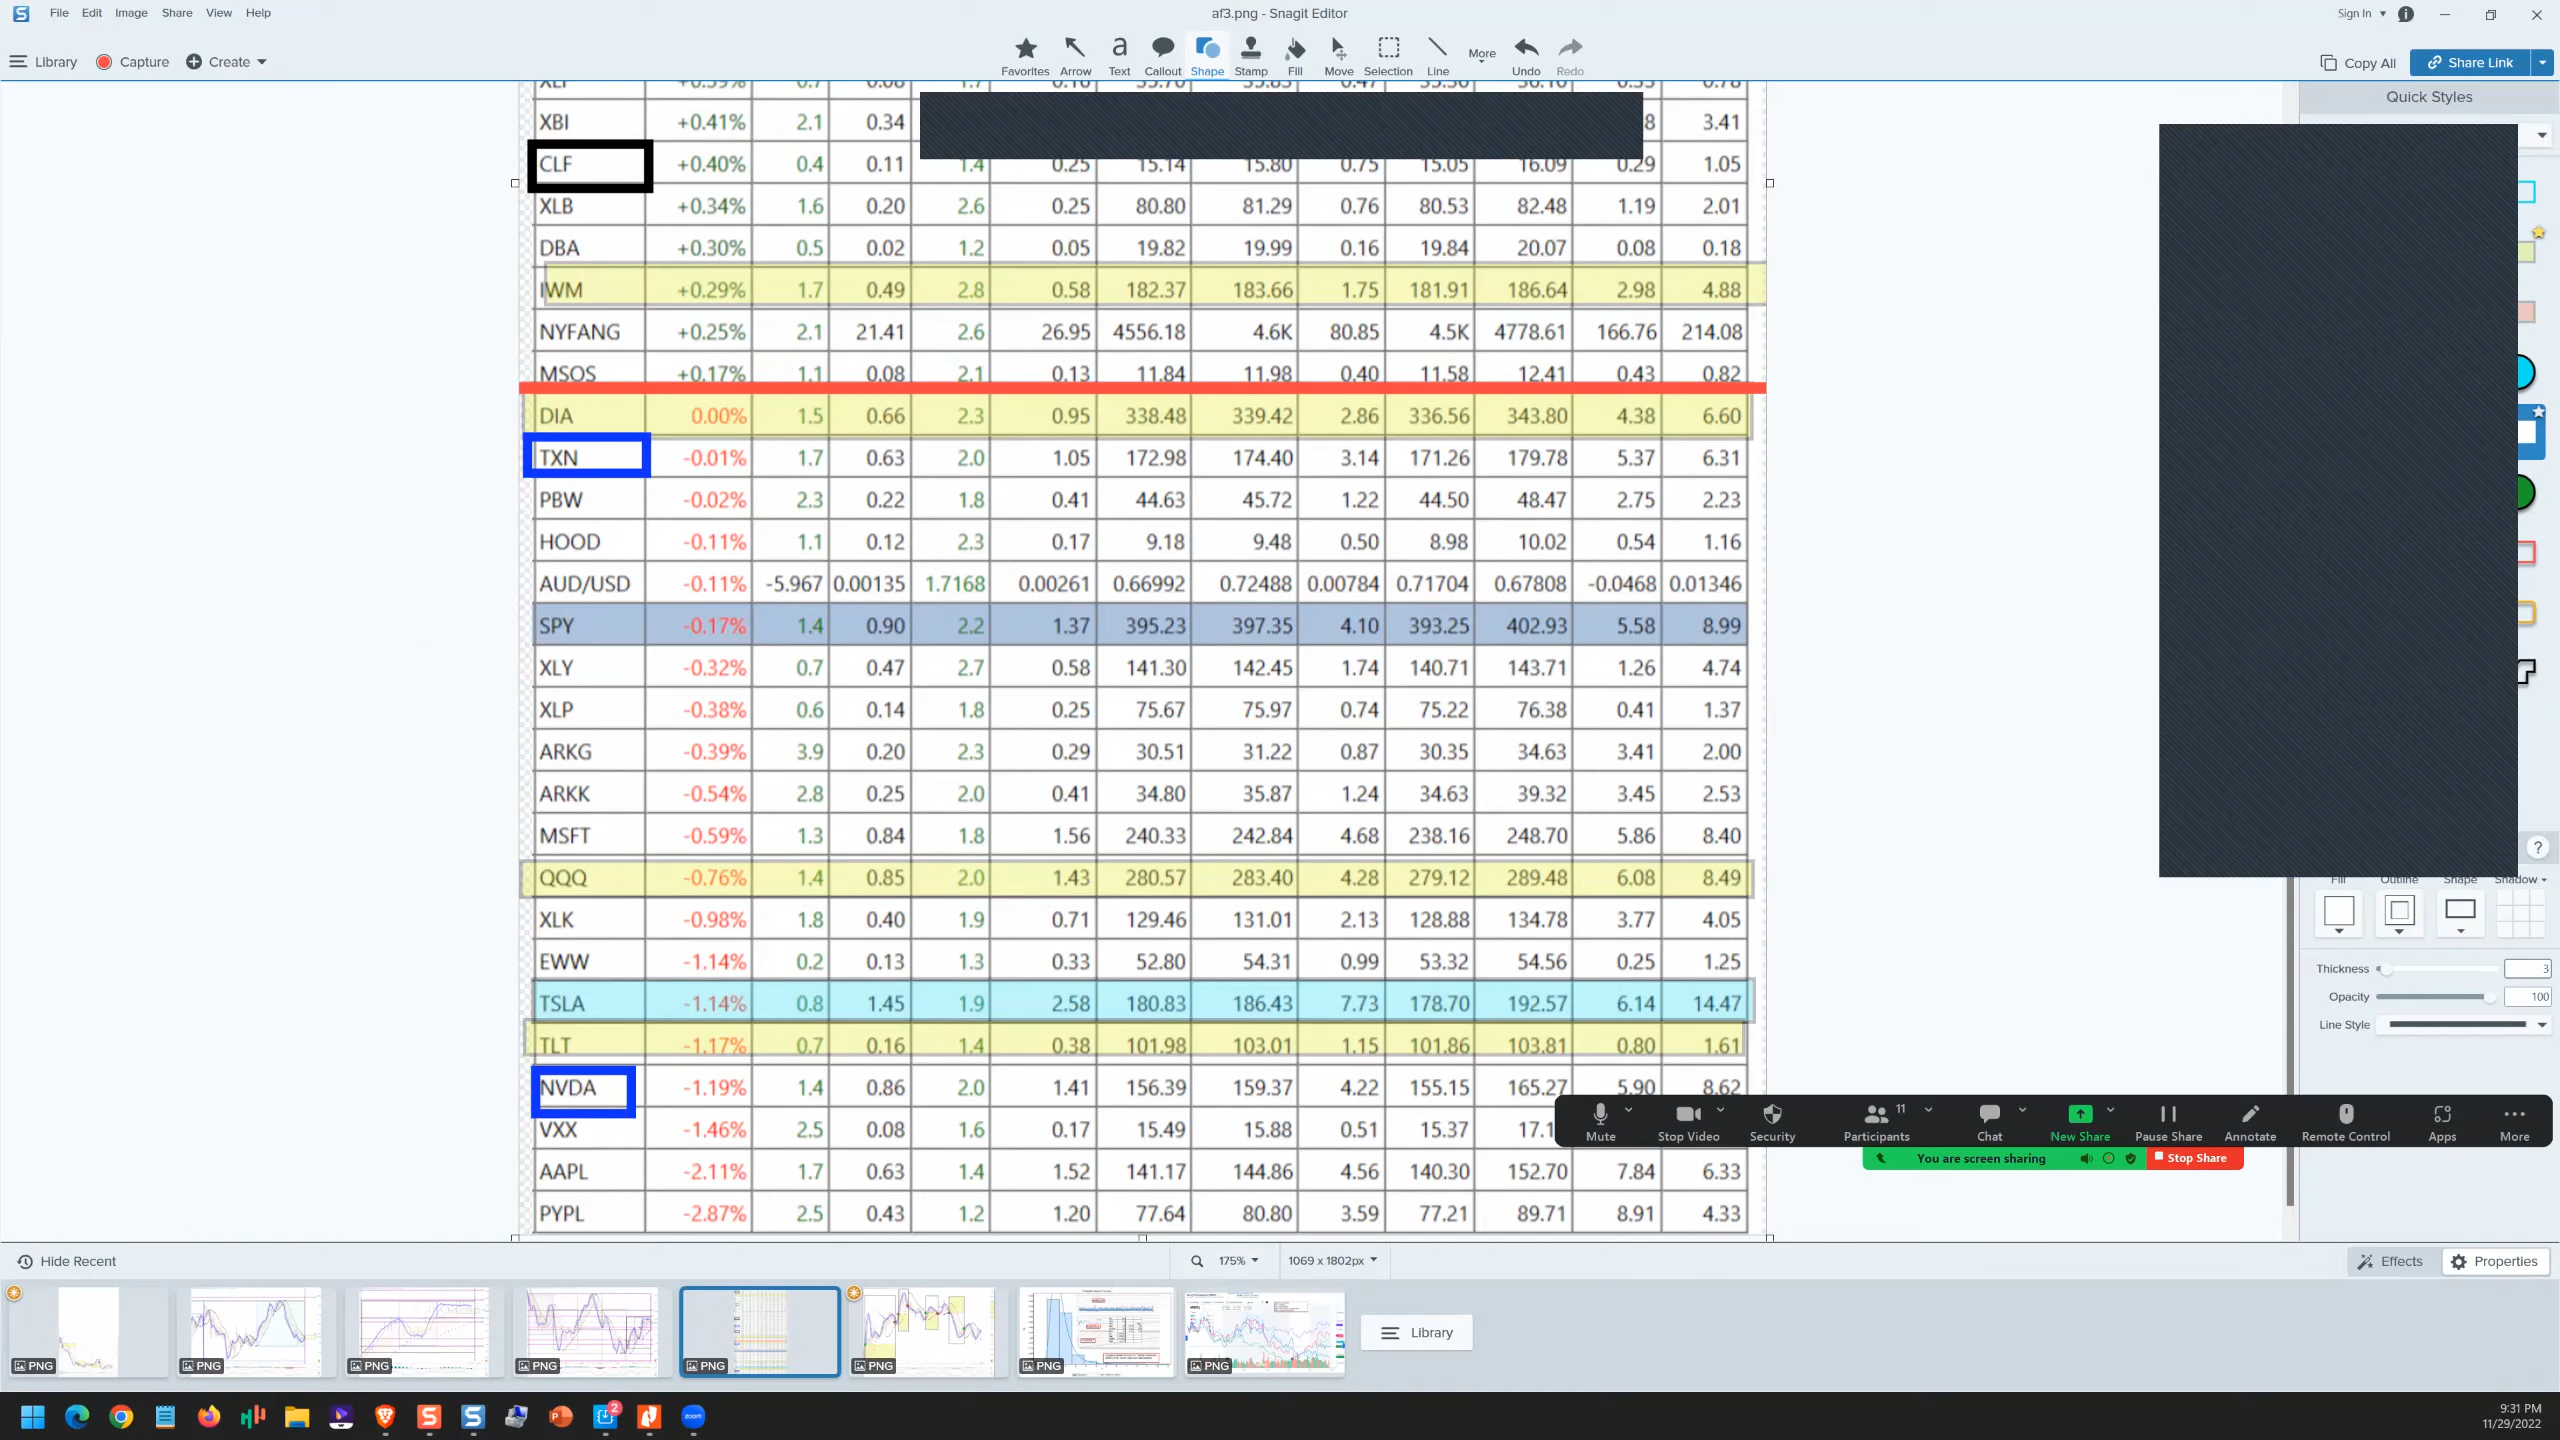 af3.png - Snagit Editor
File Edit Image Share View Help
Sign In
Library Capture Create
Favorites Arrow Text Callout Shape Stamp Fill Move Selection Line More Undo Redo
Copy All Share Link
Quick Styles
XBI +0.41% 2.1 0.34 3.41
CLF +0.40% 0.4 0.11 1.4 0.25 15.14 15.80 0.75 15.05 16.09 0.29 1.05
XLB +0.34% 1.6 0.20 2.6 0.25 80.80 81.29 0.76 80.53 82.48 1.19 2.01
DBA +0.30% 0.5 0.02 1.2 0.05 19.82 19.99 0.16 19.84 20.07 0.08 0.18
IWM +0.29% 1.7 0.49 2.8 0.58 182.37 183.66 1.75 181.91 186.64 2.98 4.88
NYFANG +0.25% 2.1 21.41 2.6 26.95 4556.18 4.6K 80.85 4.5K 4778.61 166.76 214.08
MSOS +0.17% 1.1 0.08 2.1 0.13 11.84 11.98 0.40 11.58 12.41 0.43 0.82
DIA 0.00% 1.5 0.66 2.3 0.95 338.48 339.42 2.86 336.56 343.80 4.38 6.60
TXN -0.01% 1.7 0.63 2.0 1.05 172.98 174.40 3.14 171.26 179.78 5.37 6.31
PBW -0.02% 2.3 0.22 1.8 0.41 44.63 45.72 1.22 44.50 48.47 2.75 2.23
HOOD -0.11% 1.1 0.12 2.3 0.17 9.18 9.48 0.50 8.98 10.02 0.54 1.16
AUD/USD -0.11% -5.967 0.00135 1.7168 0.00261 0.66992 0.72488 0.00784 0.71704 0.67808 -0.0468 0.01346
SPY -0.17% 1.4 0.90 2.2 1.37 395.23 397.35 4.10 393.25 402.93 5.58 8.99
XLY -0.32% 0.7 0.47 2.7 0.58 141.30 142.45 1.74 140.71 143.71 1.26 4.74
XLP -0.38% 0.6 0.14 1.8 0.25 75.67 75.97 0.74 75.22 76.38 0.41 1.37
ARKG -0.39% 3.9 0.20 2.3 0.29 30.51 31.22 0.87 30.35 34.63 3.41 2.00
ARKK -0.54% 2.8 0.25 2.0 0.41 34.80 35.87 1.24 34.63 39.32 3.45 2.53
MSFT -0.59% 1.3 0.84 1.8 1.56 240.33 242.84 4.68 238.16 248.70 5.86 8.40
QQQ -0.76% 1.4 0.85 2.0 1.43 280.57 283.40 4.28 279.12 289.48 6.08 8.49
XLK -0.98% 1.8 0.40 1.9 0.71 129.46 131.01 2.13 128.88 134.78 3.77 4.05
EWW -1.14% 0.2 0.13 1.3 0.33 52.80 54.31 0.99 53.32 54.56 0.25 1.25
TSLA -1.14% 0.8 1.45 1.9 2.58 180.83 186.43 7.73 178.70 192.57 6.14 14.47
TLT -1.17% 0.7 0.16 1.4 0.38 101.98 103.01 1.15 101.86 103.81 0.80 1.61
NVDA -1.19% 1.4 0.86 2.0 1.41 156.39 159.37 4.22 155.15 165.27 5.90 8.62
VXX -1.46% 2.5 0.08 1.6 0.17 15.49 15.88 0.51 15.37 17.1
AAPL -2.11% 1.7 0.63 1.4 1.52 141.17 144.86 4.56 140.30 152.70 7.84 6.33
PYPL -2.87% 2.5 0.43 1.2 1.20 77.64 80.80 3.59 77.21 89.71 8.91 4.33
Fill Outline Shape Shadow
Thickness 3
Opacity 100
Line Style
Mute Stop Video Security Participants 11 Chat New Share Pause Share Annotate Remote Control Apps More
You are screen sharing Stop Share
Hide Recent 175% 1069 x 1802px Effects Properties
PNG PNG PNG PNG PNG PNG PNG PNG
Library
2
zoom
9:31 PM
11/29/2022